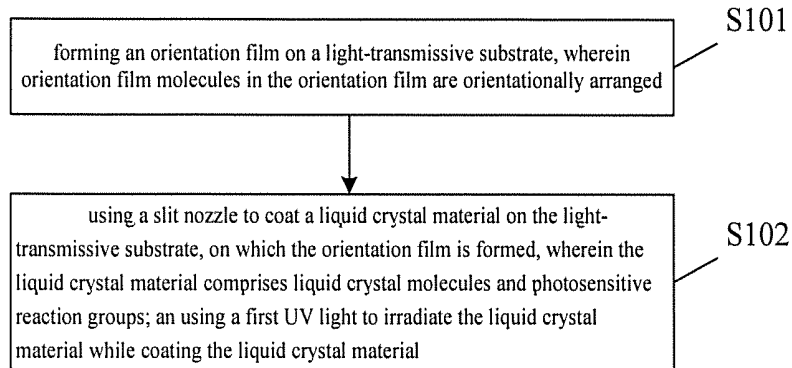 S101
forming an orientation film on a light-transmissive substrate, wherein
orientation film molecules in the orientation film are orientationally arranged
using a slit nozzle to coat a liquid crystal material on the light-
transmissive substrate, on which the orientation film is formed, wherein the
liquid crystal material comprises liquid crystal molecules and photosensitive
reaction groups; an using a first UV light to irradiate the liquid crystal
material while coating the liquid crystal material
S102